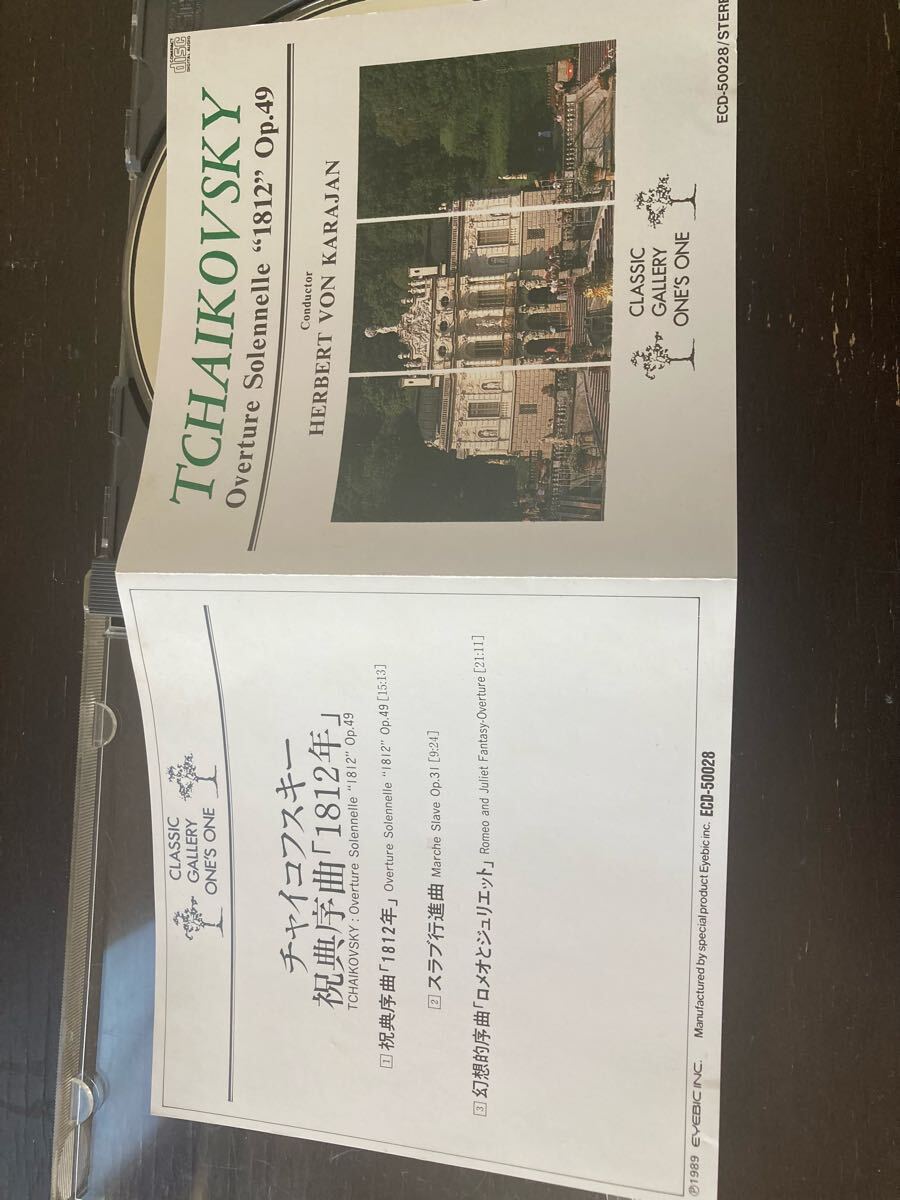 COMPACT
disc
DIGITAL AUDIO
TCHAIKOVSKY
Overture Solennelle “1812” Op.49
Conductor
HERBERT VON KARAJAN
CLASSIC
GALLERY
ONE'S ONE
ECD-50028/STERE
CLASSIC
GALLERY
ONE'S ONE
チャイコフスキー
祝典序曲「1812年」
TCHAIKOVSKY : Overture Solennelle “1812” Op.49
1 祝典序曲「1812年」 Overture Solennelle “1812” Op.49 [15:13]
2 スラブ行進曲 Marche Slave Op.31 [9:24]
3 幻想的序曲「ロメオとジュリエット」 Romeo and Juliet Fantasy-Overture [21:11]
℗1989 EYEBIC INC. Manufactured by special product Eyebic inc. ECD-50028